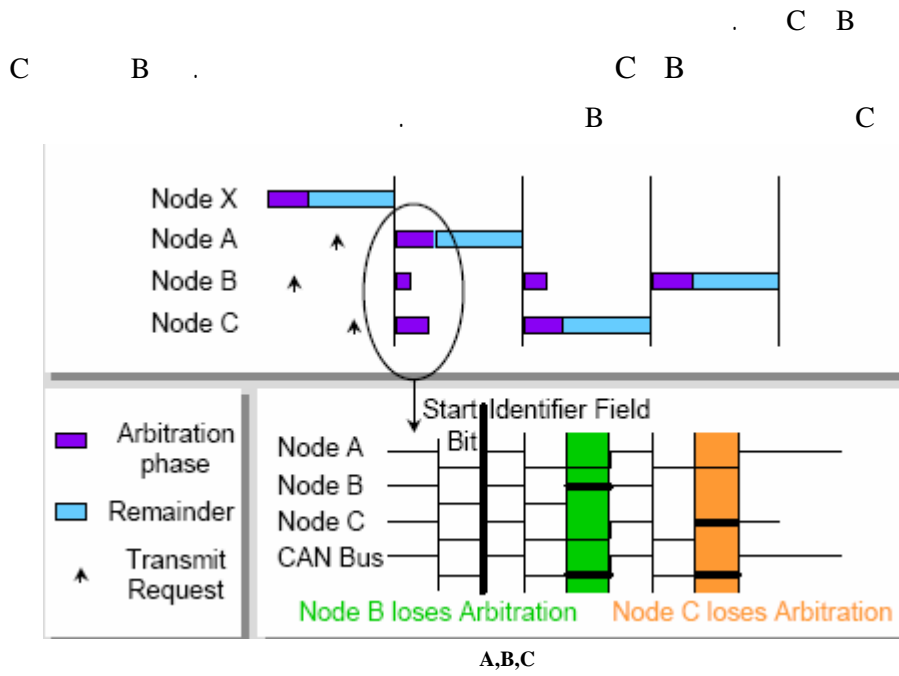 . C B
C B . C B
. B C
Node X
Node A
Node B
Node C
Arbitration
phase
Remainder
Transmit
Request
Start Identifier Field
Bit
Node A
Node B
Node C
CAN Bus
Node B loses Arbitration
Node C loses Arbitration
A,B,C